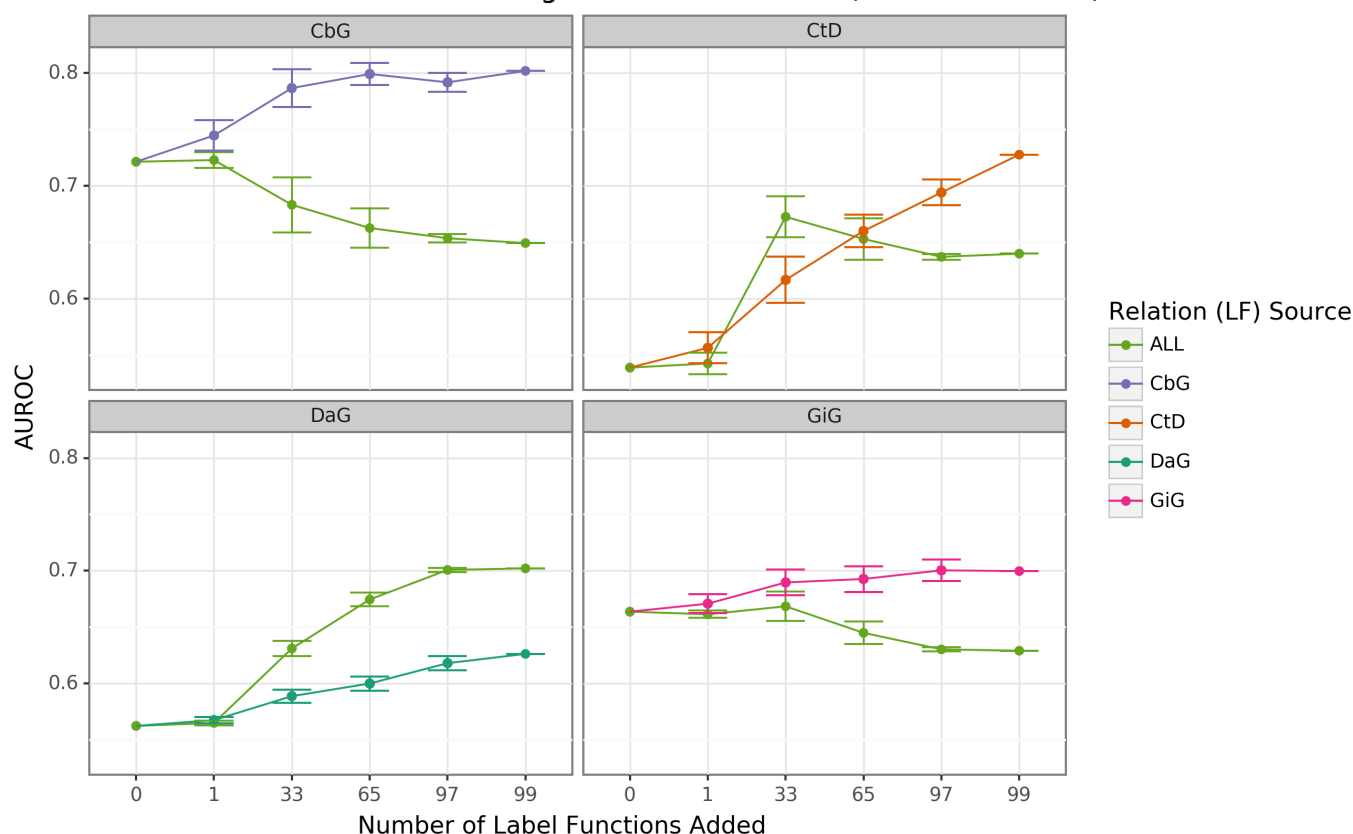 CbG
CtD
0.8
0.7
0.6
AUROC
DaG
GiG
0.8
0.7
0.6
0 1 33 65 97 99
0 1 33 65 97 99
Number of Label Functions Added
Relation (LF) Source
ALL
CbG
CtD
DaG
GiG